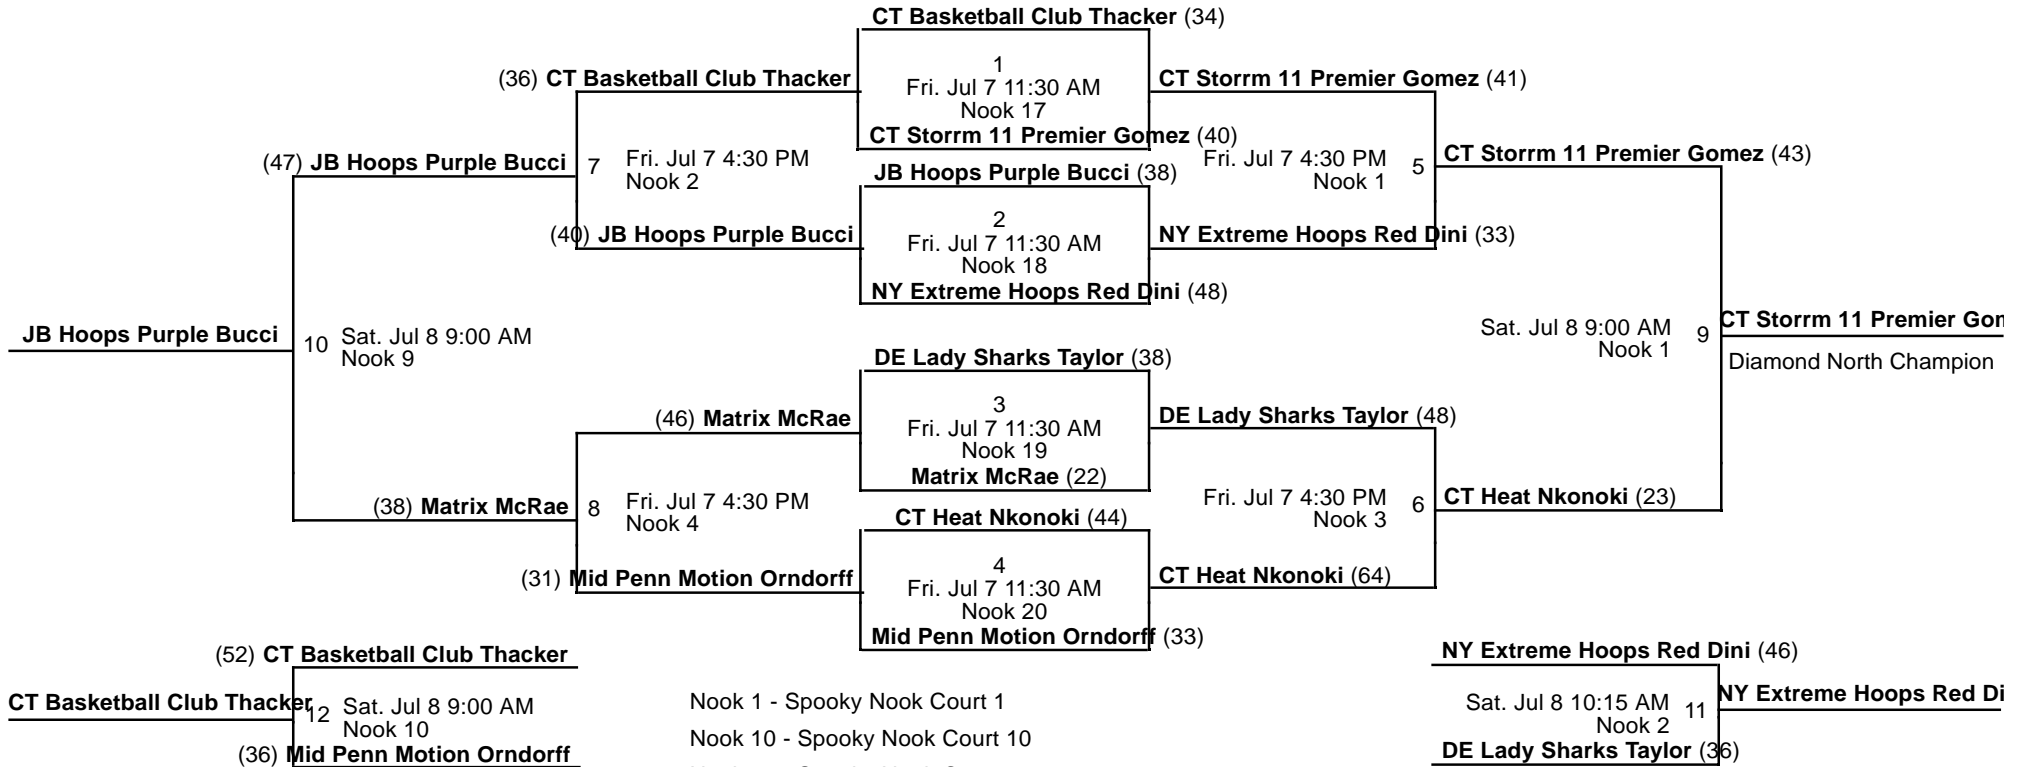 CT Basketball Club Thacker (34)
1
Fri. Jul 7 11:30 AM
Nook 17
CT Storrm 11 Premier Gomez (40)
(36) CT Basketball Club Thacker
CT Storrm 11 Premier Gomez (41)
(47) JB Hoops Purple Bucci
7
Fri. Jul 7 4:30 PM
Nook 2
Fri. Jul 7 4:30 PM
Nook 1
5
CT Storrm 11 Premier Gomez (43)
JB Hoops Purple Bucci (38)
2
Fri. Jul 7 11:30 AM
Nook 18
NY Extreme Hoops Red Dini (48)
(40) JB Hoops Purple Bucci
NY Extreme Hoops Red Dini (33)
JB Hoops Purple Bucci
10
Sat. Jul 8 9:00 AM
Nook 9
Sat. Jul 8 9:00 AM
Nook 1
9
CT Storrm 11 Premier
Diamond North Champion
DE Lady Sharks Taylor (38)
3
Fri. Jul 7 11:30 AM
Nook 19
Matrix McRae (22)
(46) Matrix McRae
DE Lady Sharks Taylor (48)
(38) Matrix McRae
8
Fri. Jul 7 4:30 PM
Nook 4
Fri. Jul 7 4:30 PM
Nook 3
6
CT Heat Nkonoki (23)
CT Heat Nkonoki (44)
4
Fri. Jul 7 11:30 AM
Nook 20
Mid Penn Motion Orndorff (33)
(31) Mid Penn Motion Orndorff
CT Heat Nkonoki (64)
(52) CT Basketball Club Thacker
CT Basketball Club Thacker
12
Sat. Jul 8 9:00 AM
Nook 10
(36) Mid Penn Motion Orndorff
Nook 1 - Spooky Nook Court 1
Nook 10 - Spooky Nook Court 10
NY Extreme Hoops Red Dini (46)
Sat. Jul 8 10:15 AM
Nook 2
11
NY Extreme Hoops Red Di
DE Lady Sharks Taylor (36)